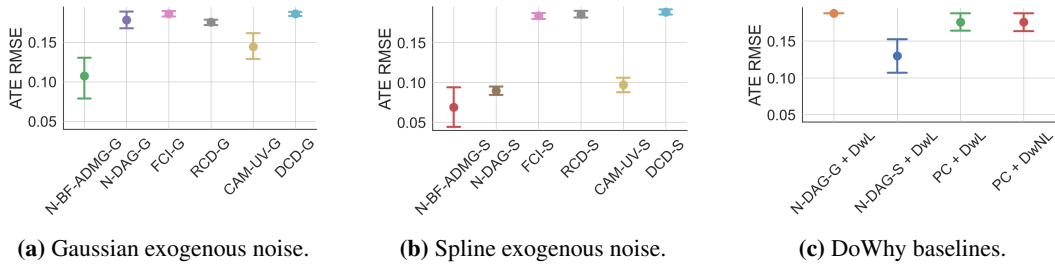 ATE RMSE
0.15
0.10
0.05
N-BF-ADMG-G
N-DAG-G
FCI-G
RCD-G
CAM-UV-G
DCD-G
(a) Gaussian exogenous noise.
ATE RMSE
0.15
0.10
0.05
N-BF-ADMG-S
N-DAG-S
FCI-S
RCD-S
CAM-UV-S
DCD-S
(b) Spline exogenous noise.
ATE RMSE
0.15
0.10
0.05
N-DAG-G + DwL
N-DAG-S + DwL
PC + DwL
PC + DwNL
(c) DoWhy baselines.